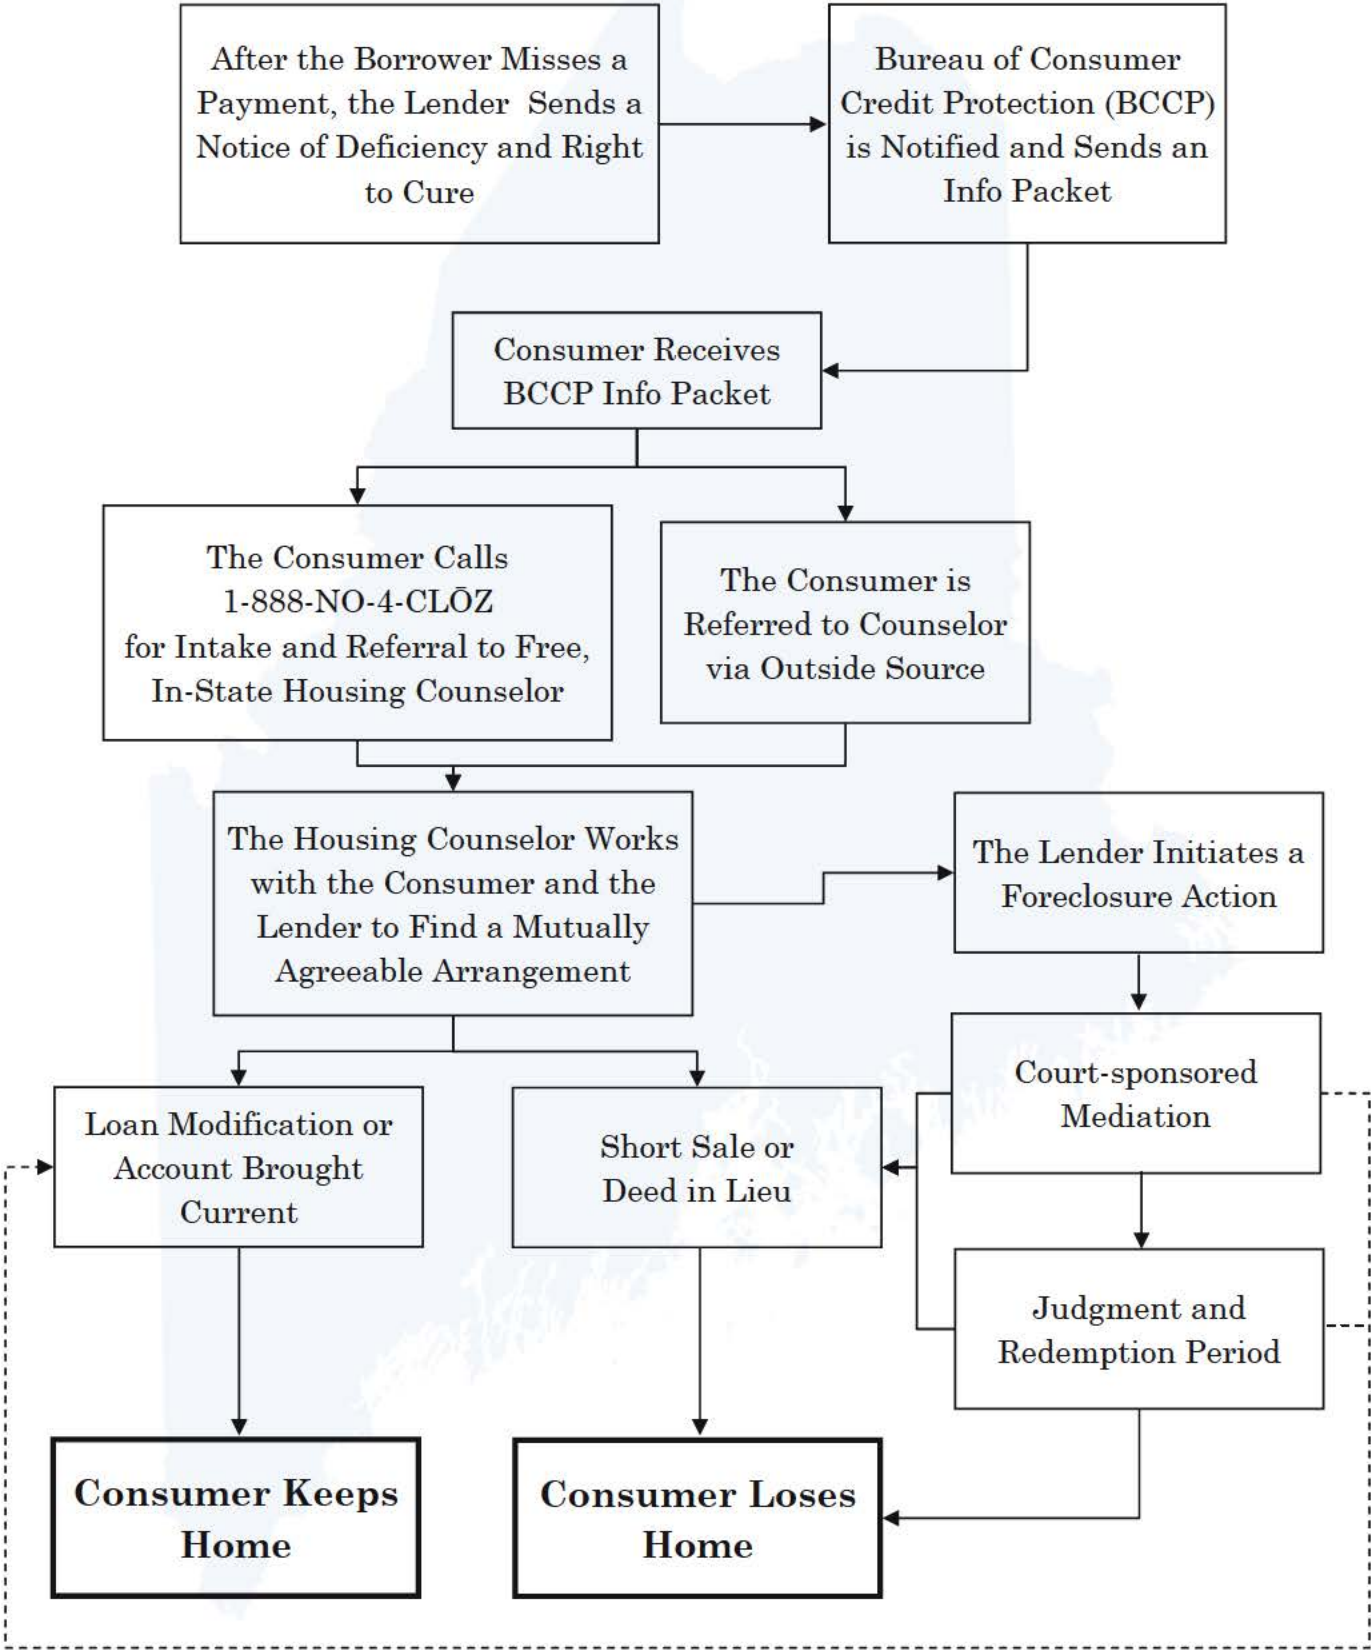 After the Borrower Misses a
Payment, the Lender Sends a
Notice of Deficiency and Right
to Cure
Bureau of Consumer
Credit Protection (BCCP)
is Notified and Sends an
Info Packet
Consumer Receives
BCCP Info Packet
The Consumer Calls
1-888-NO-4-CLŌZ
for Intake and Referral to Free,
In-State Housing Counselor
The Consumer is
Referred to Counselor
via Outside Source
The Housing Counselor Works
with the Consumer and the
Lender to Find a Mutually
Agreeable Arrangement
The Lender Initiates a
Foreclosure Action
Court-sponsored
Mediation
Loan Modification or
Account Brought
Current
Short Sale or
Deed in Lieu
Judgment and
Redemption Period
Consumer Keeps
Home
Consumer Loses
Home